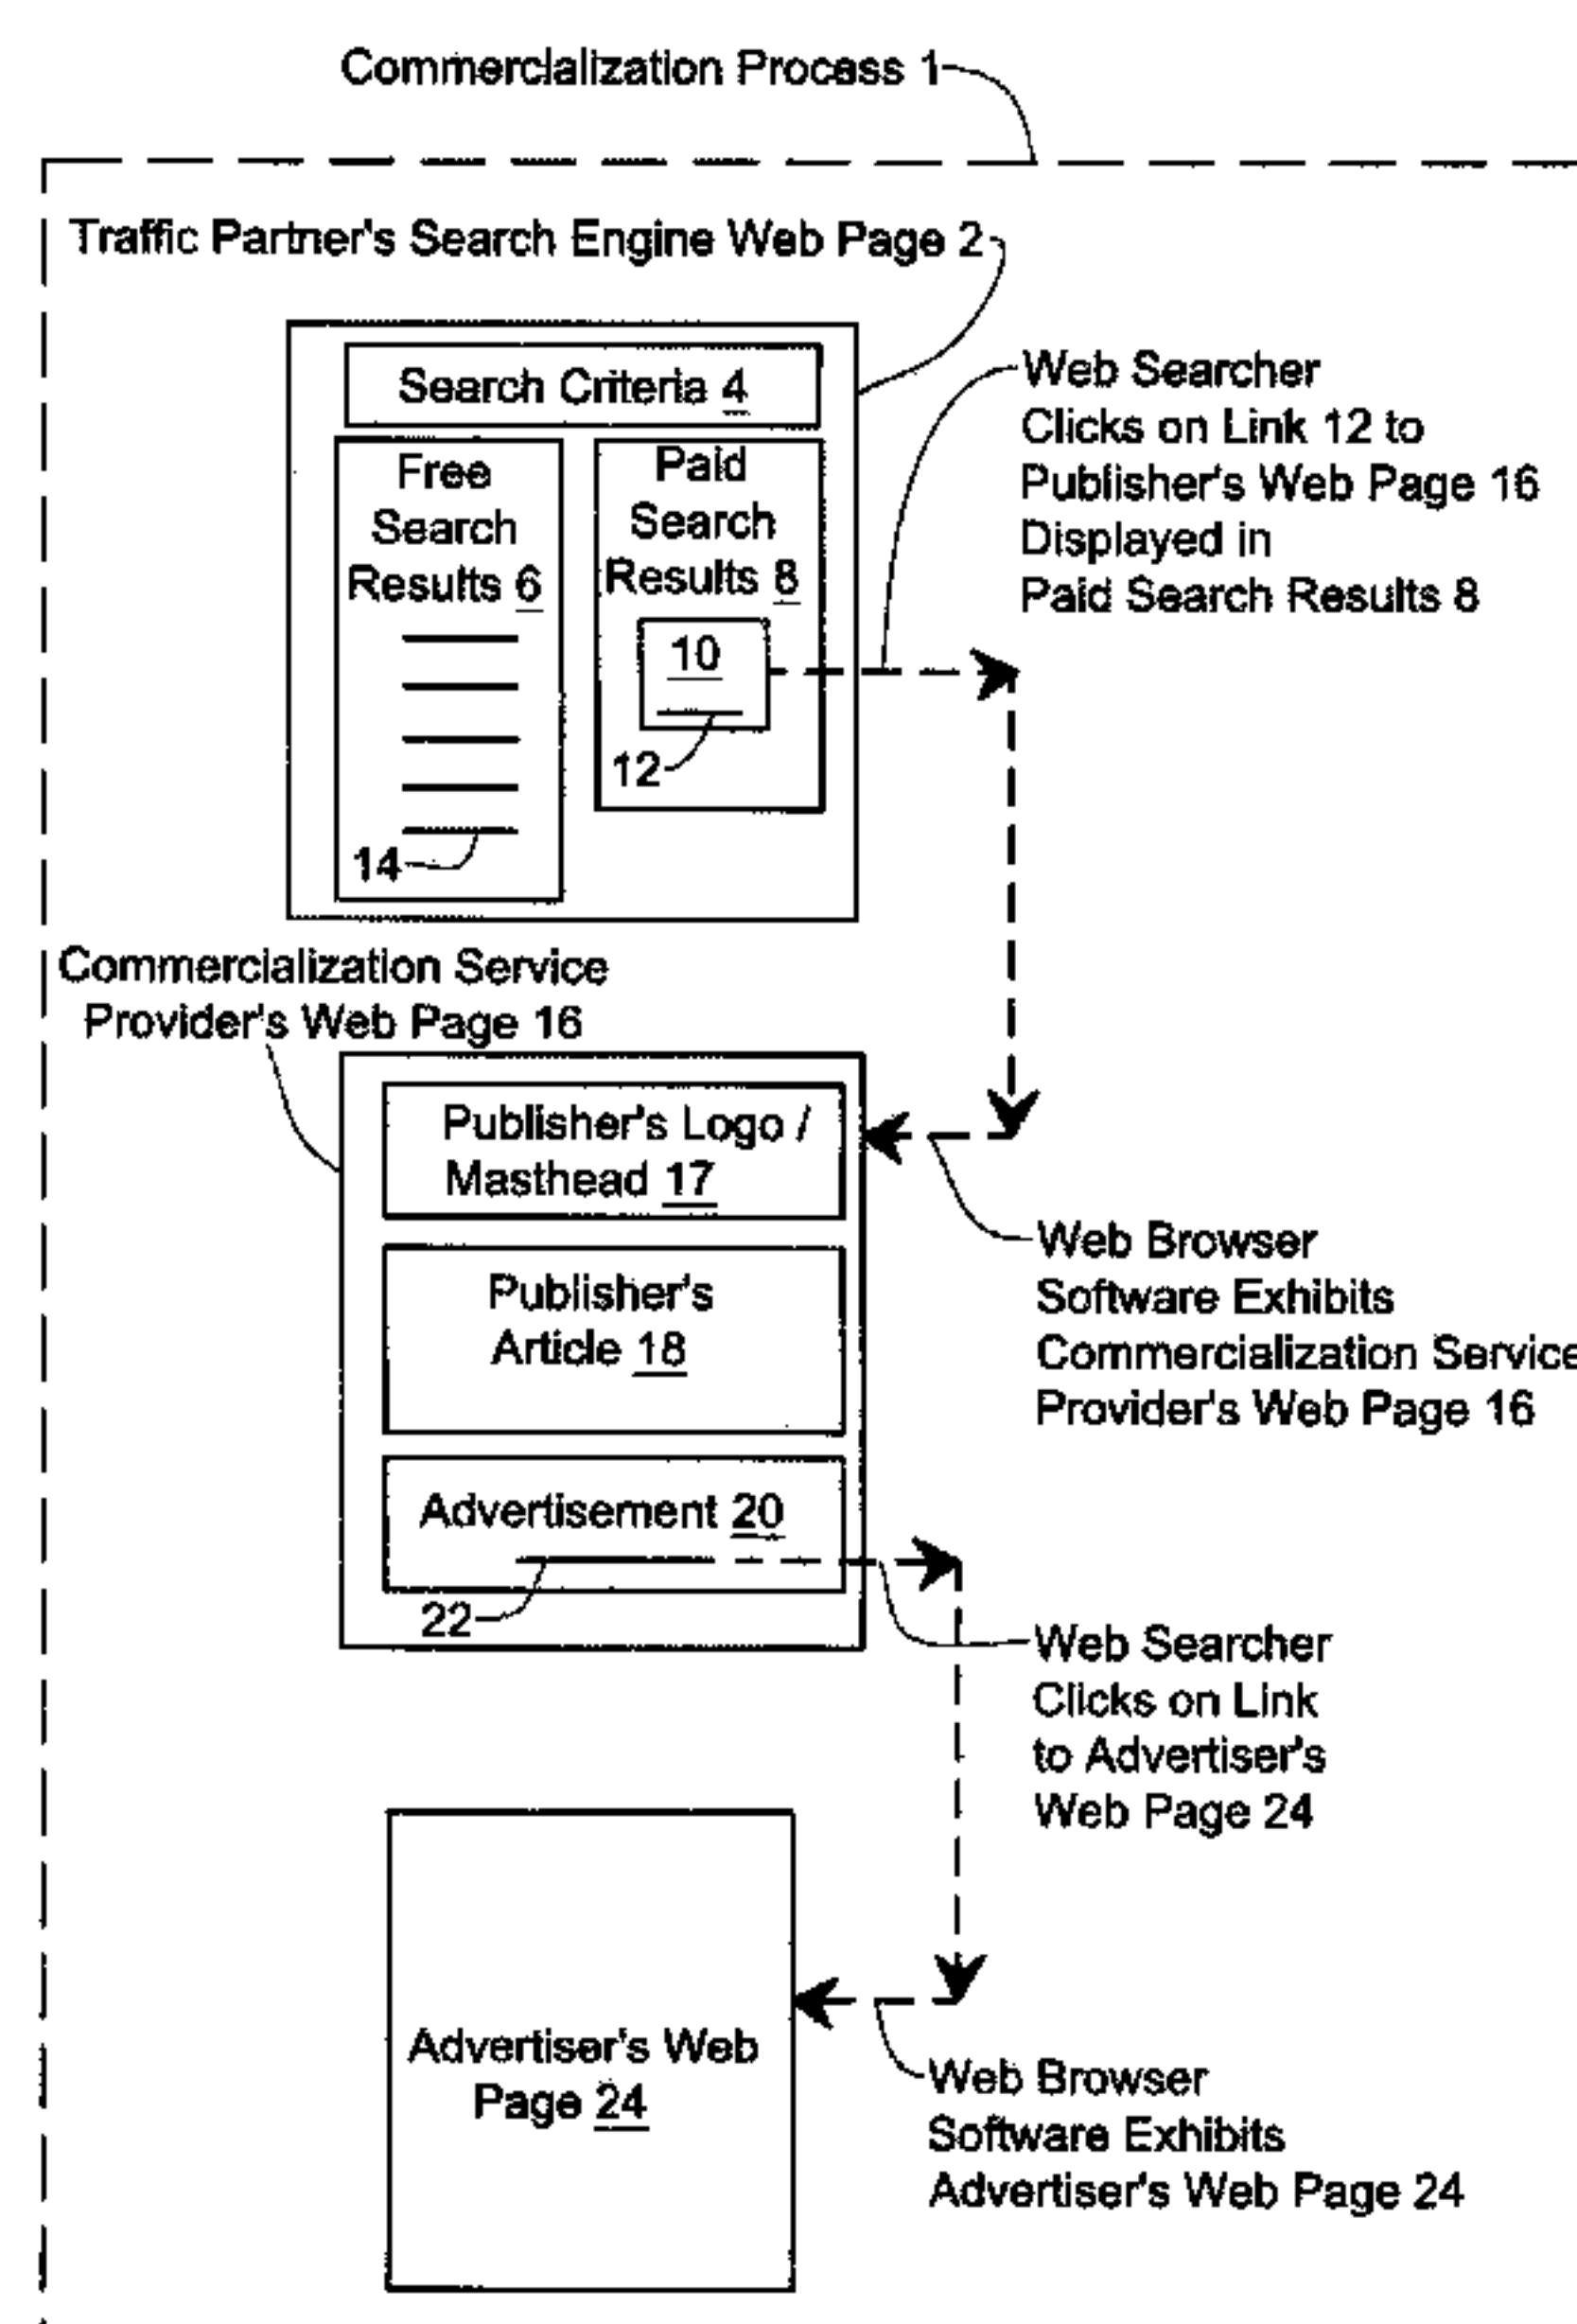 Commercialization Process 1
Traffic Partner's Search Engine Web Page 2
Search Criteria 4
Free
Search
Results 6
Paid
Search
Results 8
10
12
14
Web Searcher
Clicks on Link 12 to
Publisher's Web Page 16
Displayed in
Paid Search Results 8
Commercialization Service
Provider's Web Page 16
Publisher's Logo /
Masthead 17
Publisher's
Article 18
Advertisement 20
22
Web Browser
Software Exhibits
Commercialization Service
Provider's Web Page 16
Web Searcher
Clicks on Link
to Advertiser's
Web Page 24
Advertiser's Web
Page 24
Web Browser
Software Exhibits
Advertiser's Web Page 24